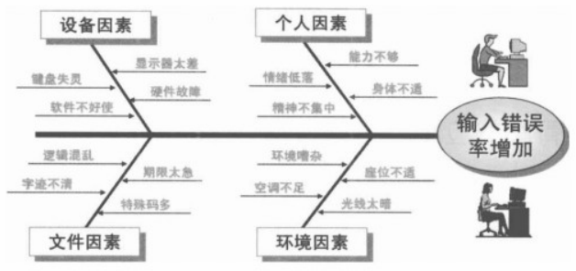 设备因素
个人因素
显示器太差
能力不够
键盘失灵
情绪低落
硬件故障
身体不适
软件不好使
精神不集中
输入错误
率增加
逻辑混乱
环境嘈杂
期限太急
座位不适
字迹不清
空调不足
特殊码多
光线太暗
文件因素
环境因素